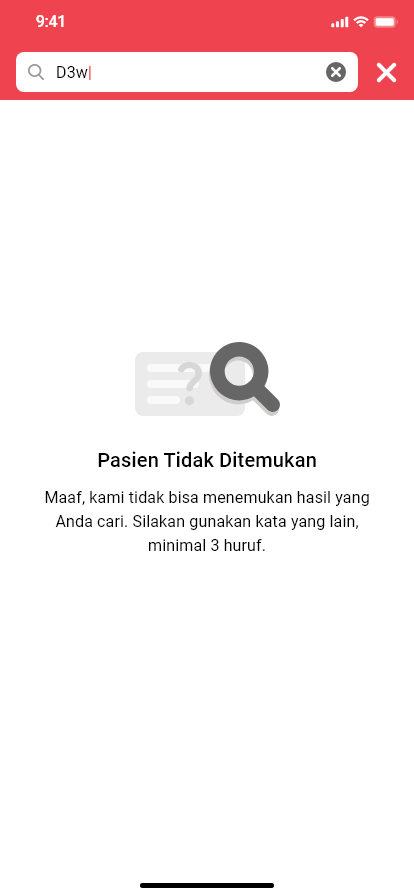 9:41
D3w
?
Pasien Tidak Ditemukan
Maaf, kami tidak bisa menemukan hasil yang
Anda cari. Silakan gunakan kata yang lain,
minimal 3 huruf.